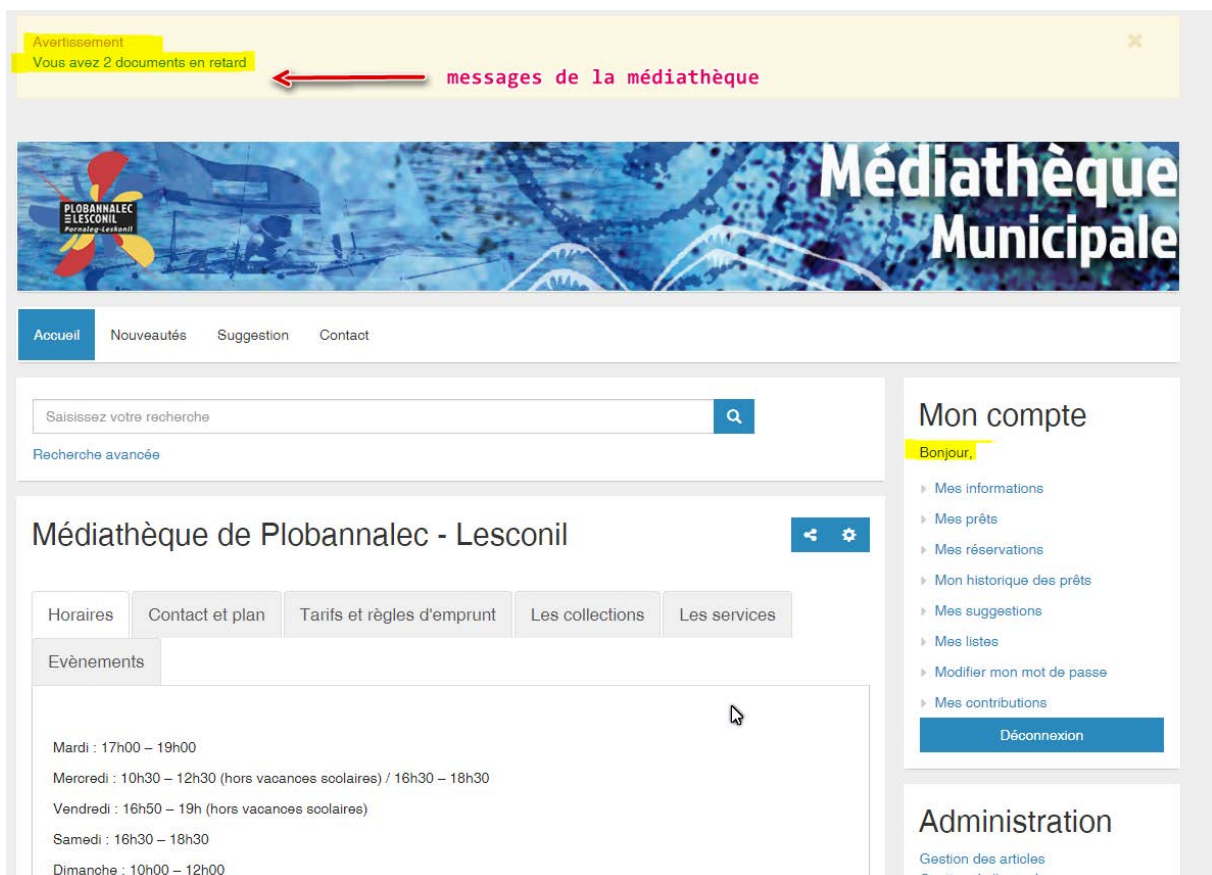 Avertissement
Vous avez 2 documents en retard
messages de la médiathèque
PLOBANNALEC
LESCONIL
Pornaleg-Leskonil
Médiathèque
Municipale
Accueil Nouveautés Suggestion Contact
Saisissez votre recherche
Recherche avancée
Médiathèque de Plobannalec - Lesconil
Horaires Contact et plan Tarifs et règles d'emprunt Les collections Les services
Evènements
Mardi : 17h00 – 19h00
Mercredi : 10h30 – 12h30 (hors vacances scolaires) / 16h30 – 18h30
Vendredi : 16h50 – 19h (hors vacances scolaires)
Samedi : 16h30 – 18h30
Dimanche : 10h00 – 12h00
Mon compte
Bonjour,
Mes informations
Mes prêts
Mes réservations
Mon historique des prêts
Mes suggestions
Mes listes
Modifier mon mot de passe
Mes contributions
Déconnexion
Administration
Gestion des articles